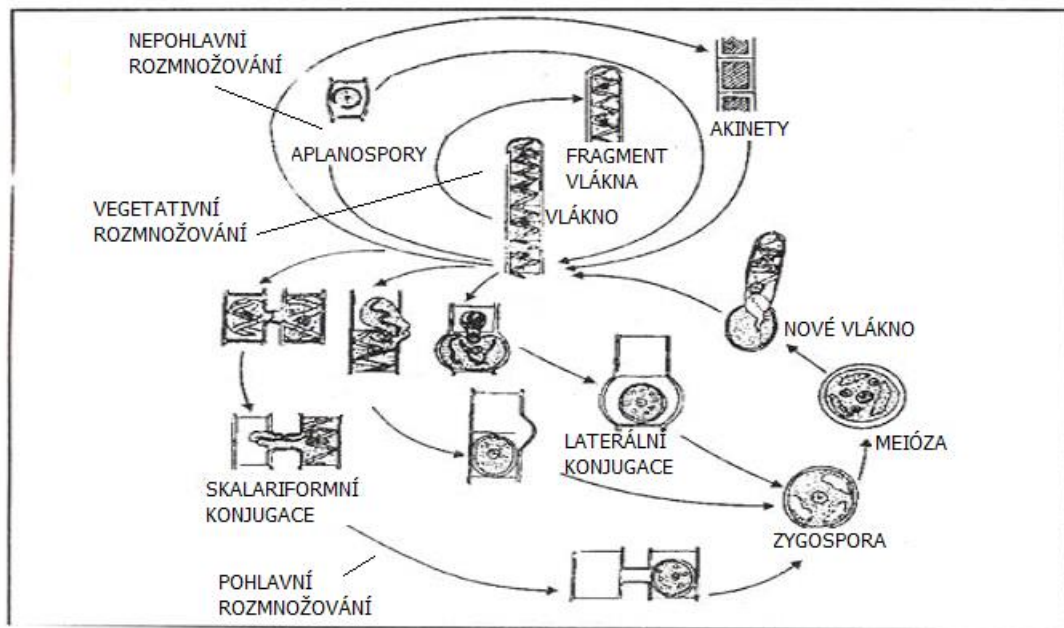 NEPOHLAVNÍ
ROZMNOŽOVÁNÍ
APLANOSPORY
FRAGMENT
VLÁKNA
AKINETY
VEGETATIVNÍ
ROZMNOŽOVÁNÍ
VLÁKNO
NOVÉ VLÁKNO
LATERÁLNÍ
KONJUGACE
MEIÓZA
SKALARIFORMNÍ
KONJUGACE
ZYGOSPORA
POHLAVNÍ
ROZMNOŽOVÁNÍ